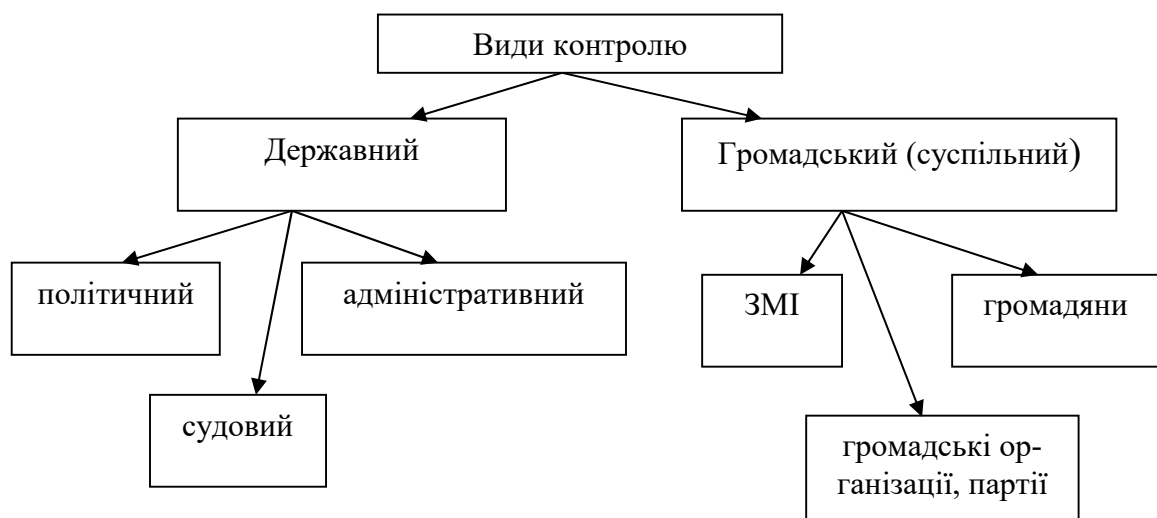 Види контролю
Державний
Громадський (суспільний)
політичний
адміністративний
ЗМІ
громадяни
судовий
громадські ор-
ганізації, партії